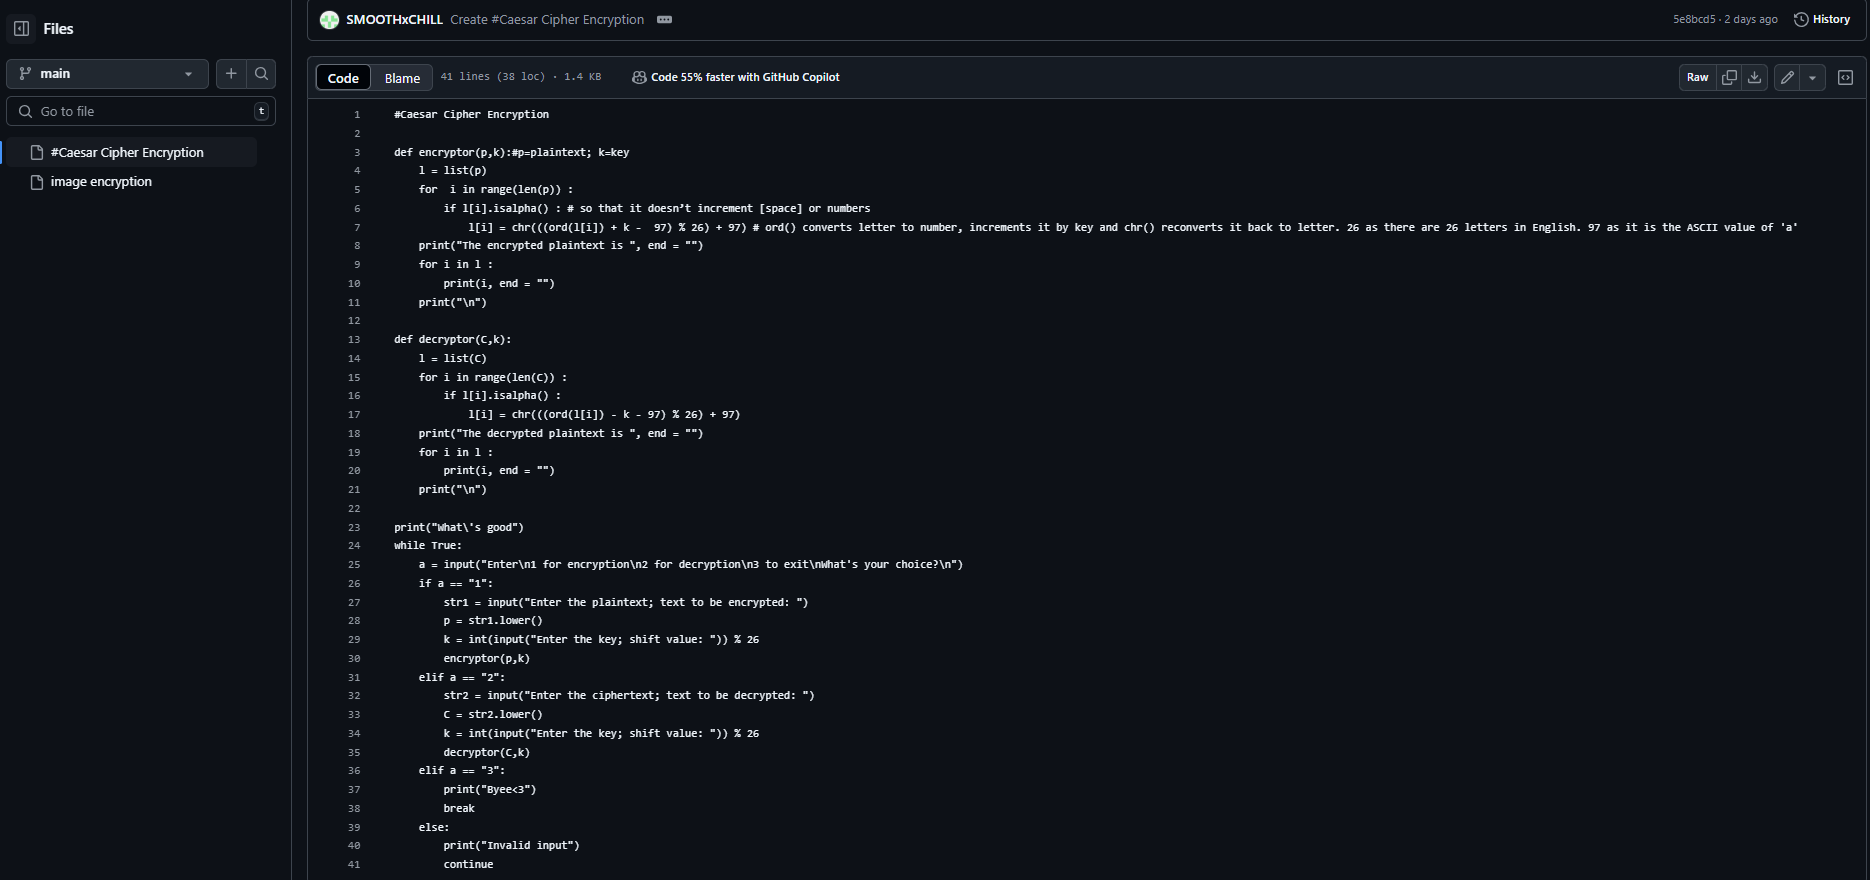 Files
main
Go to file
t
#Caesar Cipher Encryption
image encryption
SMOOTHxCHILL Create #Caesar Cipher Encryption
5e8bcd5 · 2 days ago
History
Code Blame 41 lines (38 loc) · 1.4 KB Code 55% faster with GitHub Copilot
Raw
1 #Caesar Cipher Encryption
2
3 def encryptor(p,k):#p=plaintext; k=key
4     l = list(p)
5     for  i in range(len(p)) :
6         if l[i].isalpha() : # so that it doesn’t increment [space] or numbers
7             l[i] = chr(((ord(l[i]) + k -  97) % 26) + 97) # ord() converts letter to number, increments it by key and chr() reconverts it back to letter. 26 as there are 26 letters in English. 97 as it is the ASCII value of 'a'
8     print("The encrypted plaintext is ", end = "")
9     for i in l :
10         print(i, end = "")
11     print("\n")
12
13 def decryptor(C,k):
14     l = list(C)
15     for i in range(len(C)) :
16         if l[i].isalpha() :
17             l[i] = chr(((ord(l[i]) - k - 97) % 26) + 97)
18     print("The decrypted plaintext is ", end = "")
19     for i in l :
20         print(i, end = "")
21     print("\n")
22
23 print("What\'s good")
24 while True:
25     a = input("Enter\n1 for encryption\n2 for decryption\n3 to exit\nWhat's your choice?\n")
26     if a == "1":
27         str1 = input("Enter the plaintext; text to be encrypted: ")
28         p = str1.lower()
29         k = int(input("Enter the key; shift value: ")) % 26
30         encryptor(p,k)
31     elif a == "2":
32         str2 = input("Enter the ciphertext; text to be decrypted: ")
33         C = str2.lower()
34         k = int(input("Enter the key; shift value: ")) % 26
35         decryptor(C,k)
36     elif a == "3":
37         print("Byee<3")
38         break
39     else:
40         print("Invalid input")
41         continue